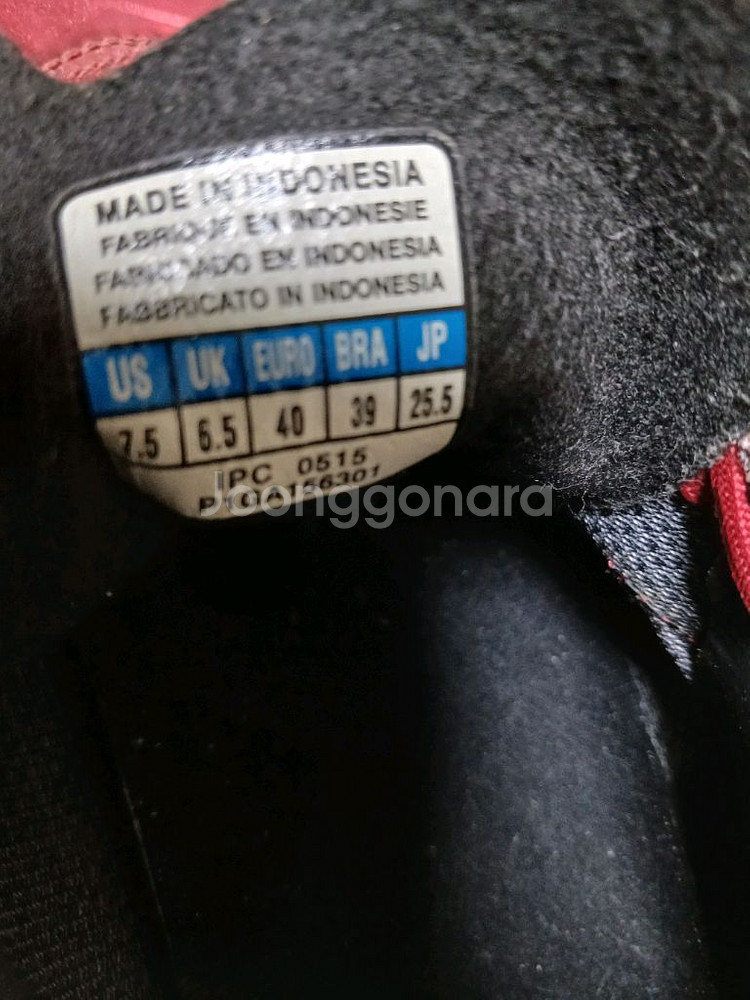 MADE IN INDONESIA
FABRIQUE EN INDONESIE
FABRICADO EN INDONESIA
FABBRICATO IN INDONESIA
US UK EURO BRA JP
7.5 6.5 40 39 25.5
IPC 0515
Joonggonara